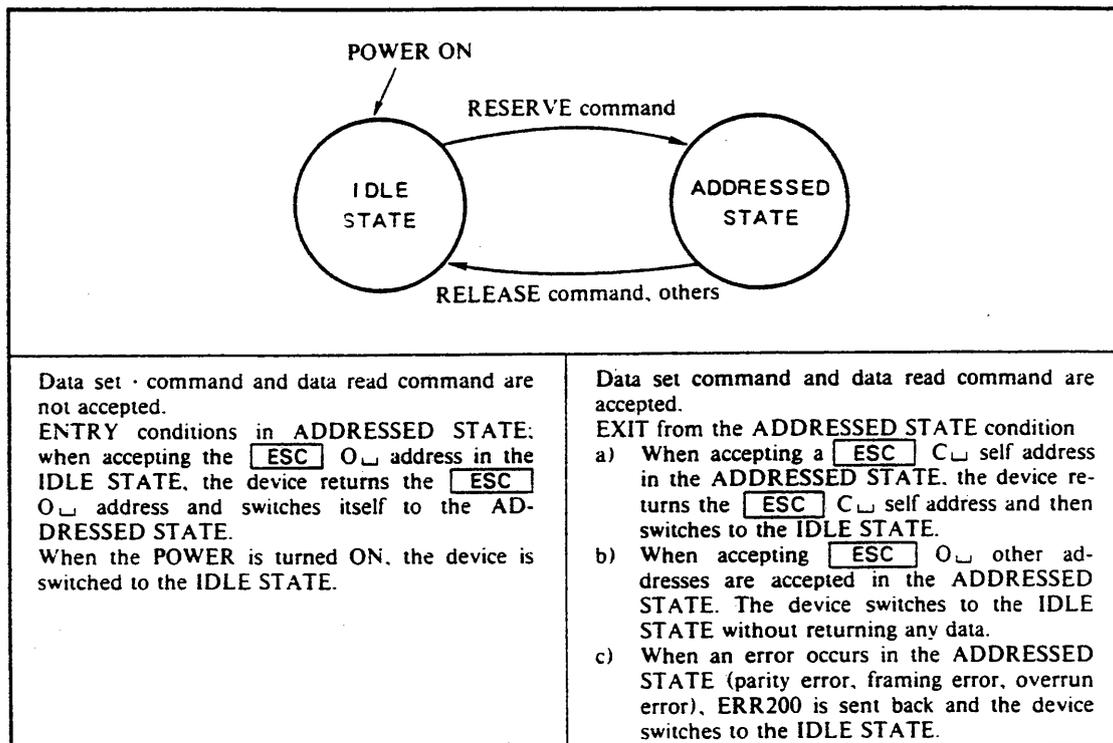 POWER ON
RESERVE command
IDLE
STATE
ADDRESSED
STATE
RELEASE command, others
Data set · command and data read command are
not accepted.
ENTRY conditions in ADDRESSED STATE:
when accepting the ESC O␣ address in the
IDLE STATE, the device returns the ESC
O␣ address and switches itself to the AD-
DRESSED STATE.
When the POWER is turned ON, the device is
switched to the IDLE STATE.
Data set command and data read command are
accepted.
EXIT from the ADDRESSED STATE condition
a) When accepting a ESC C␣ self address
in the ADDRESSED STATE, the device re-
turns the ESC C␣ self address and then
switches to the IDLE STATE.
b) When accepting ESC O␣ other ad-
dresses are accepted in the ADDRESSED
STATE. The device switches to the IDLE
STATE without returning any data.
c) When an error occurs in the ADDRESSED
STATE (parity error, framing error, overrun
error), ERR200 is sent back and the device
switches to the IDLE STATE.